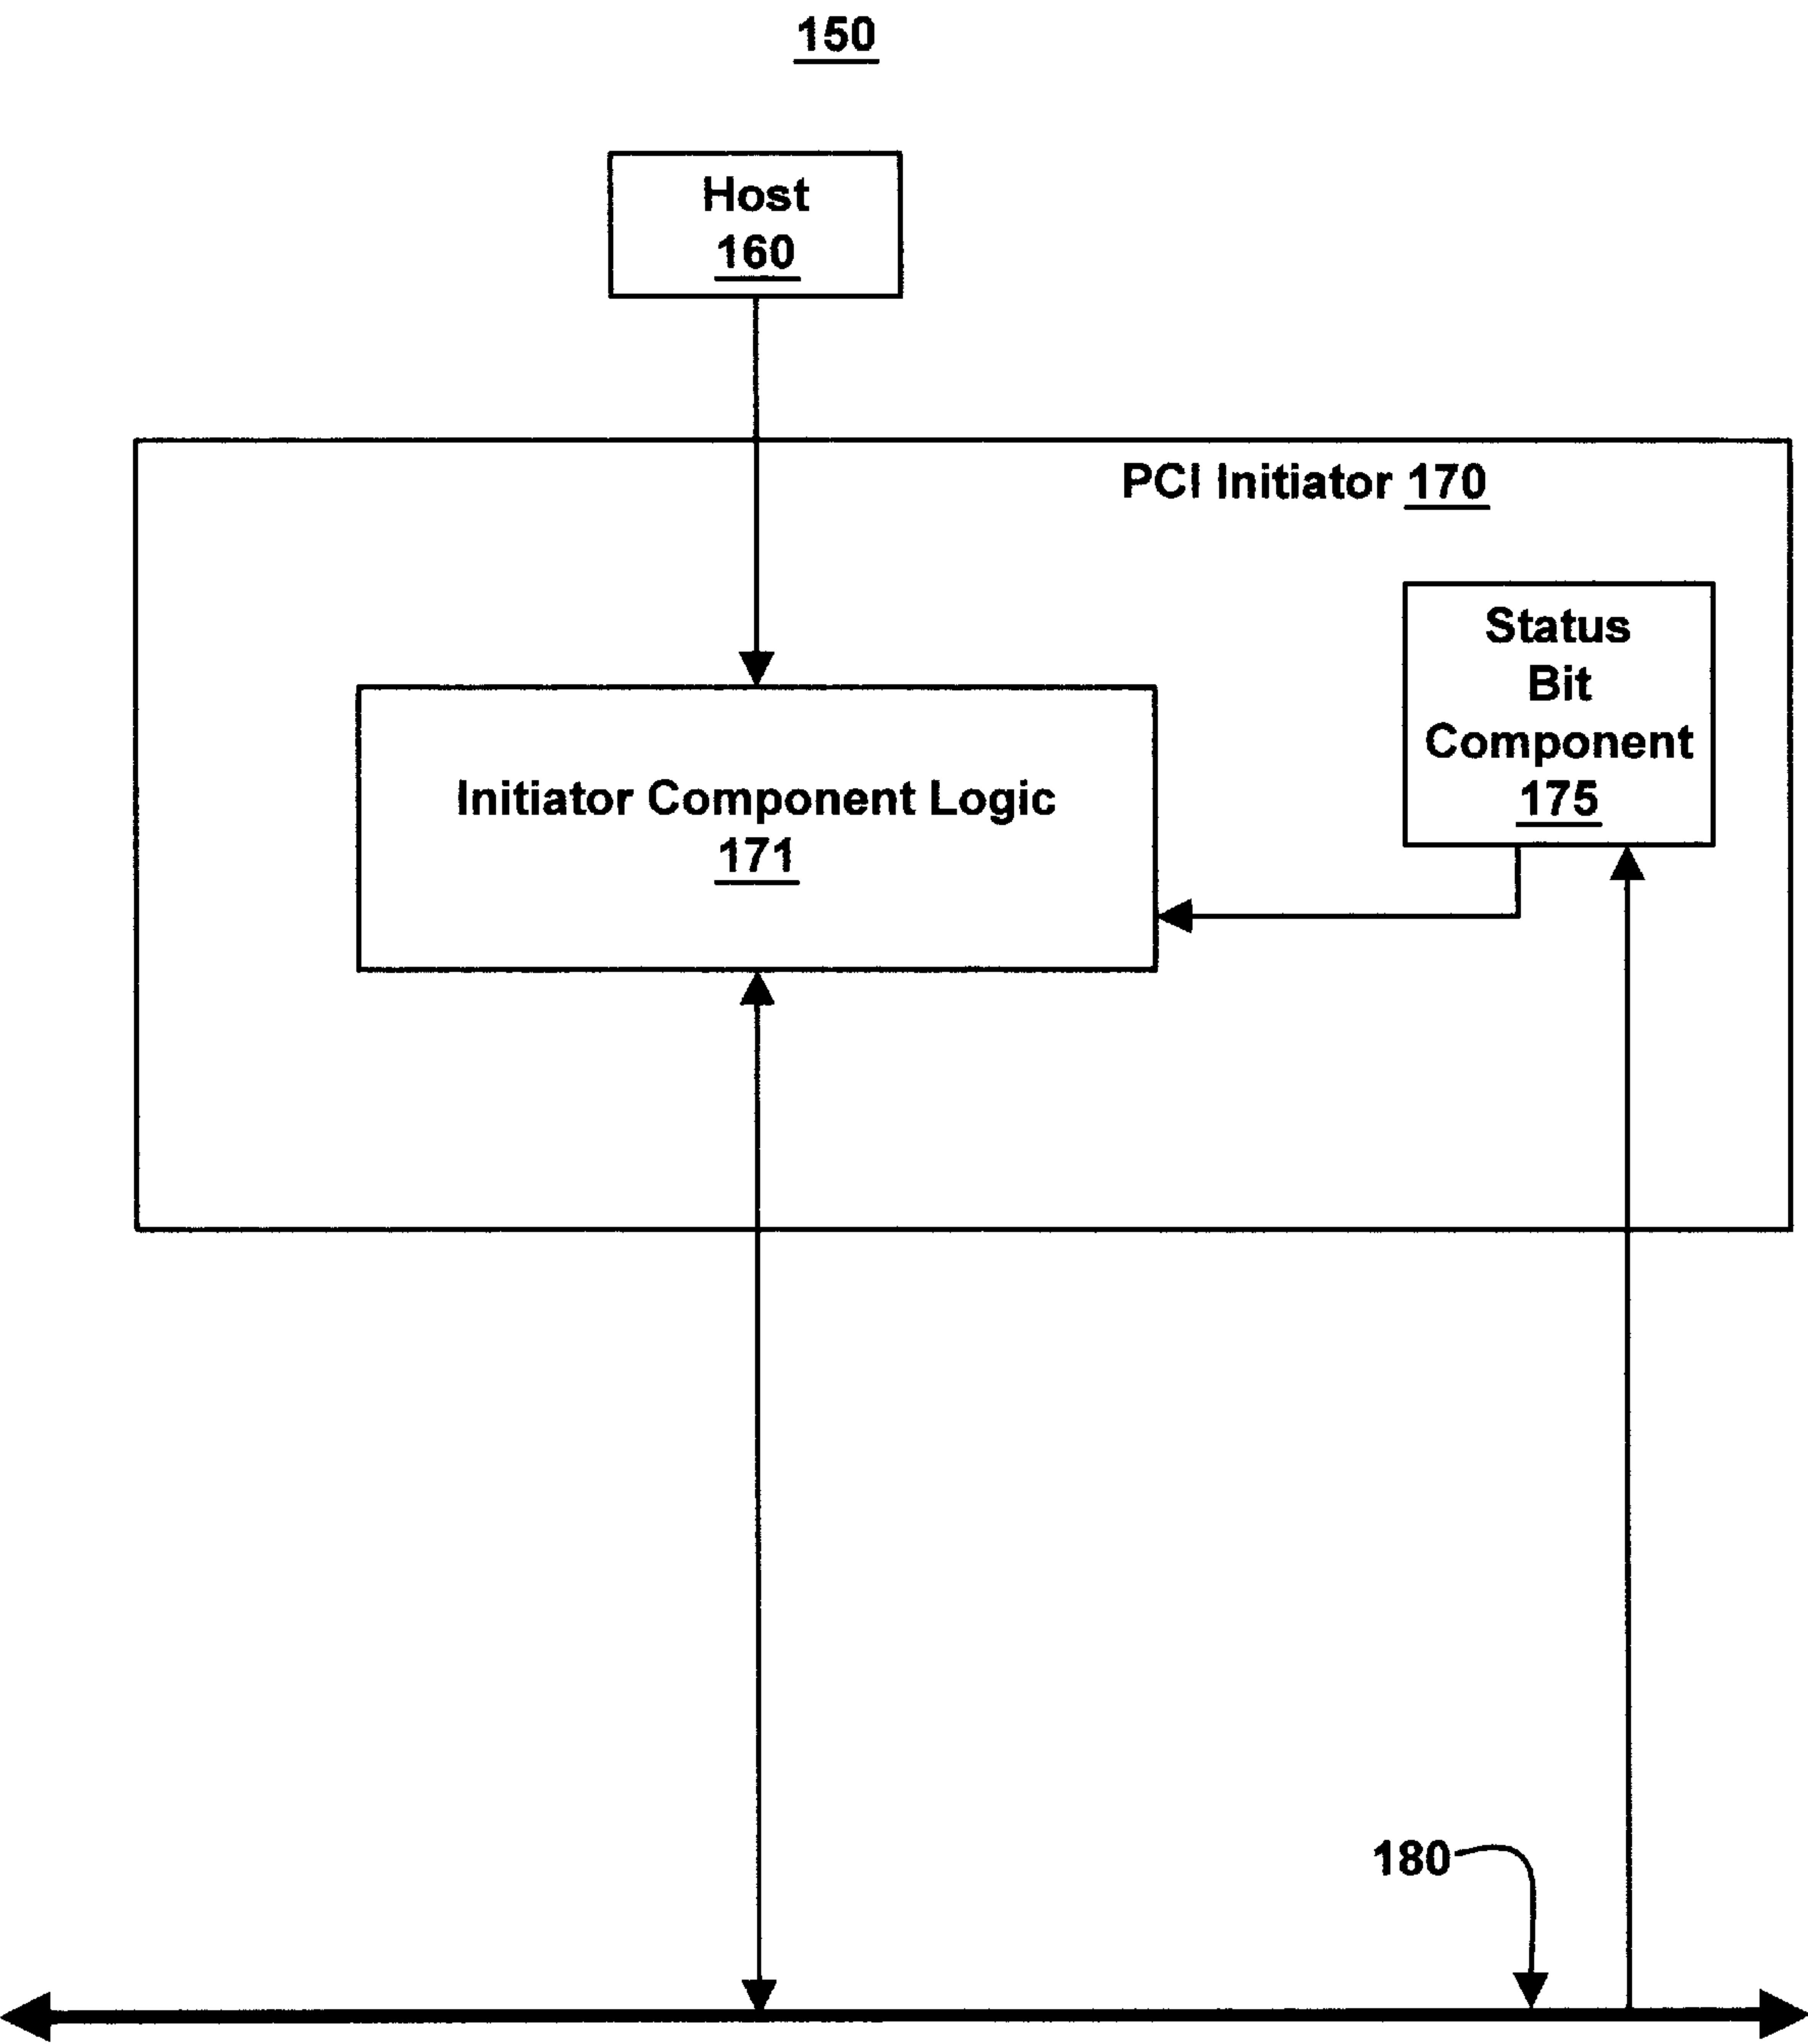 150
Host
160
PCI Initiator 170
Status
Bit
Component
175
Initiator Component Logic
171
180